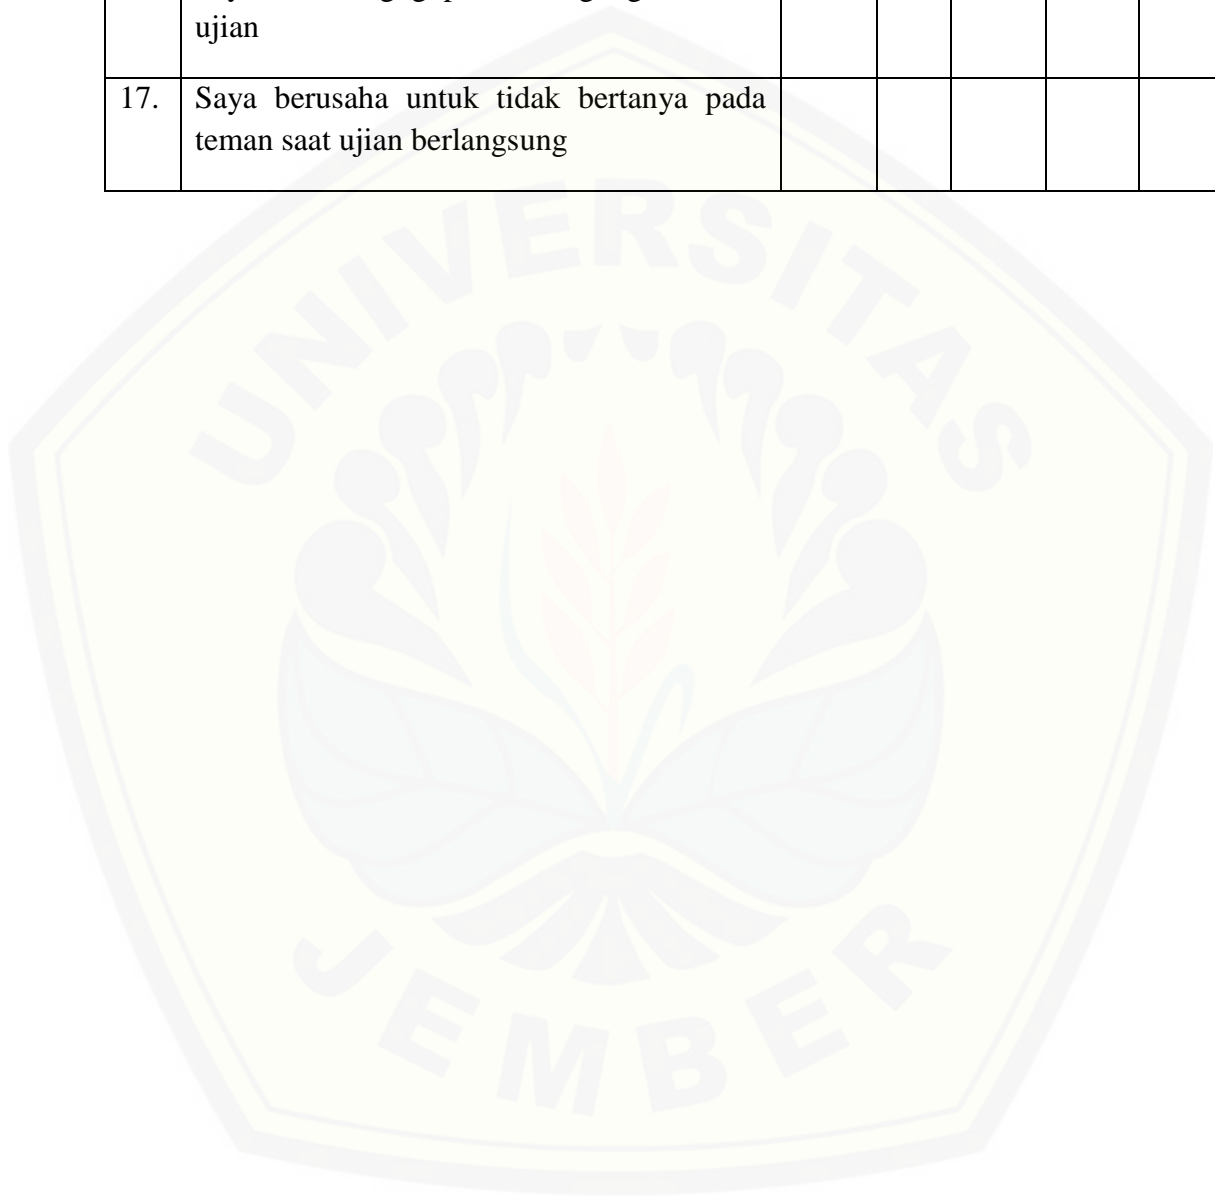 ujian
17. Saya berusaha untuk tidak bertanya pada
teman saat ujian berlangsung
UNIVERSITAS
JEMBER